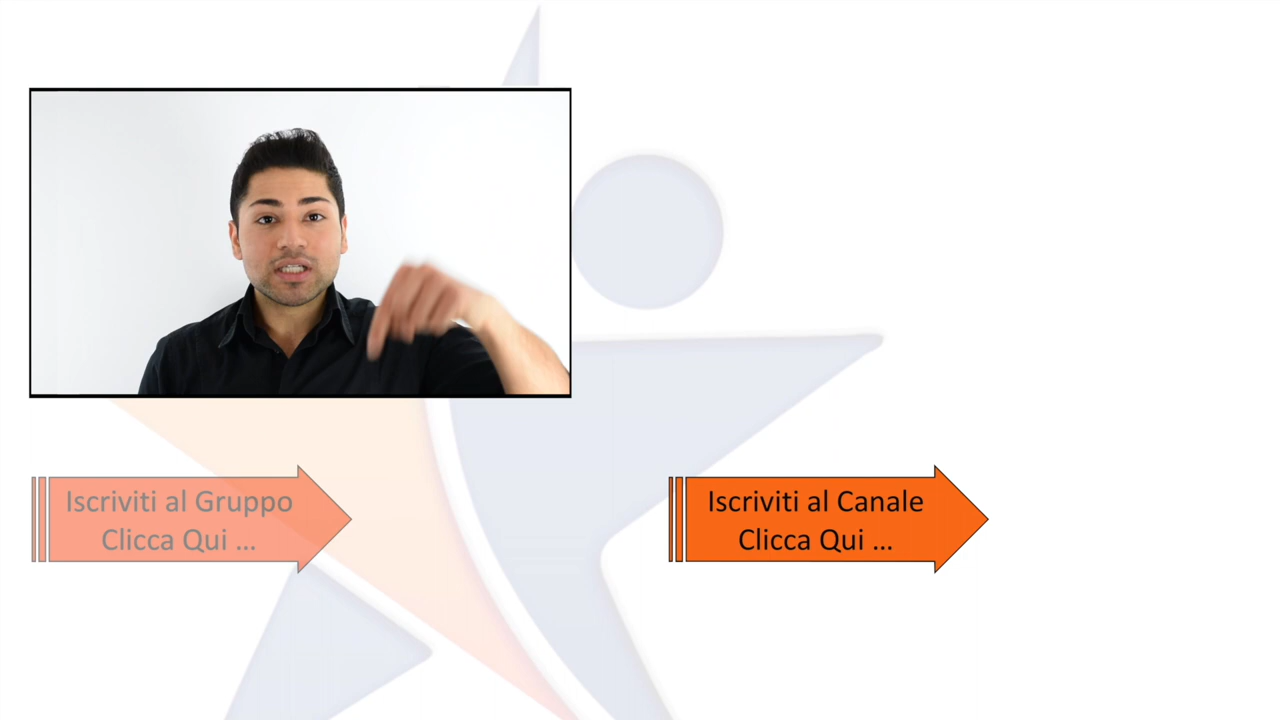 Iscriviti al Gruppo
Clicca Qui ...
Iscriviti al Canale
Clicca Qui ...